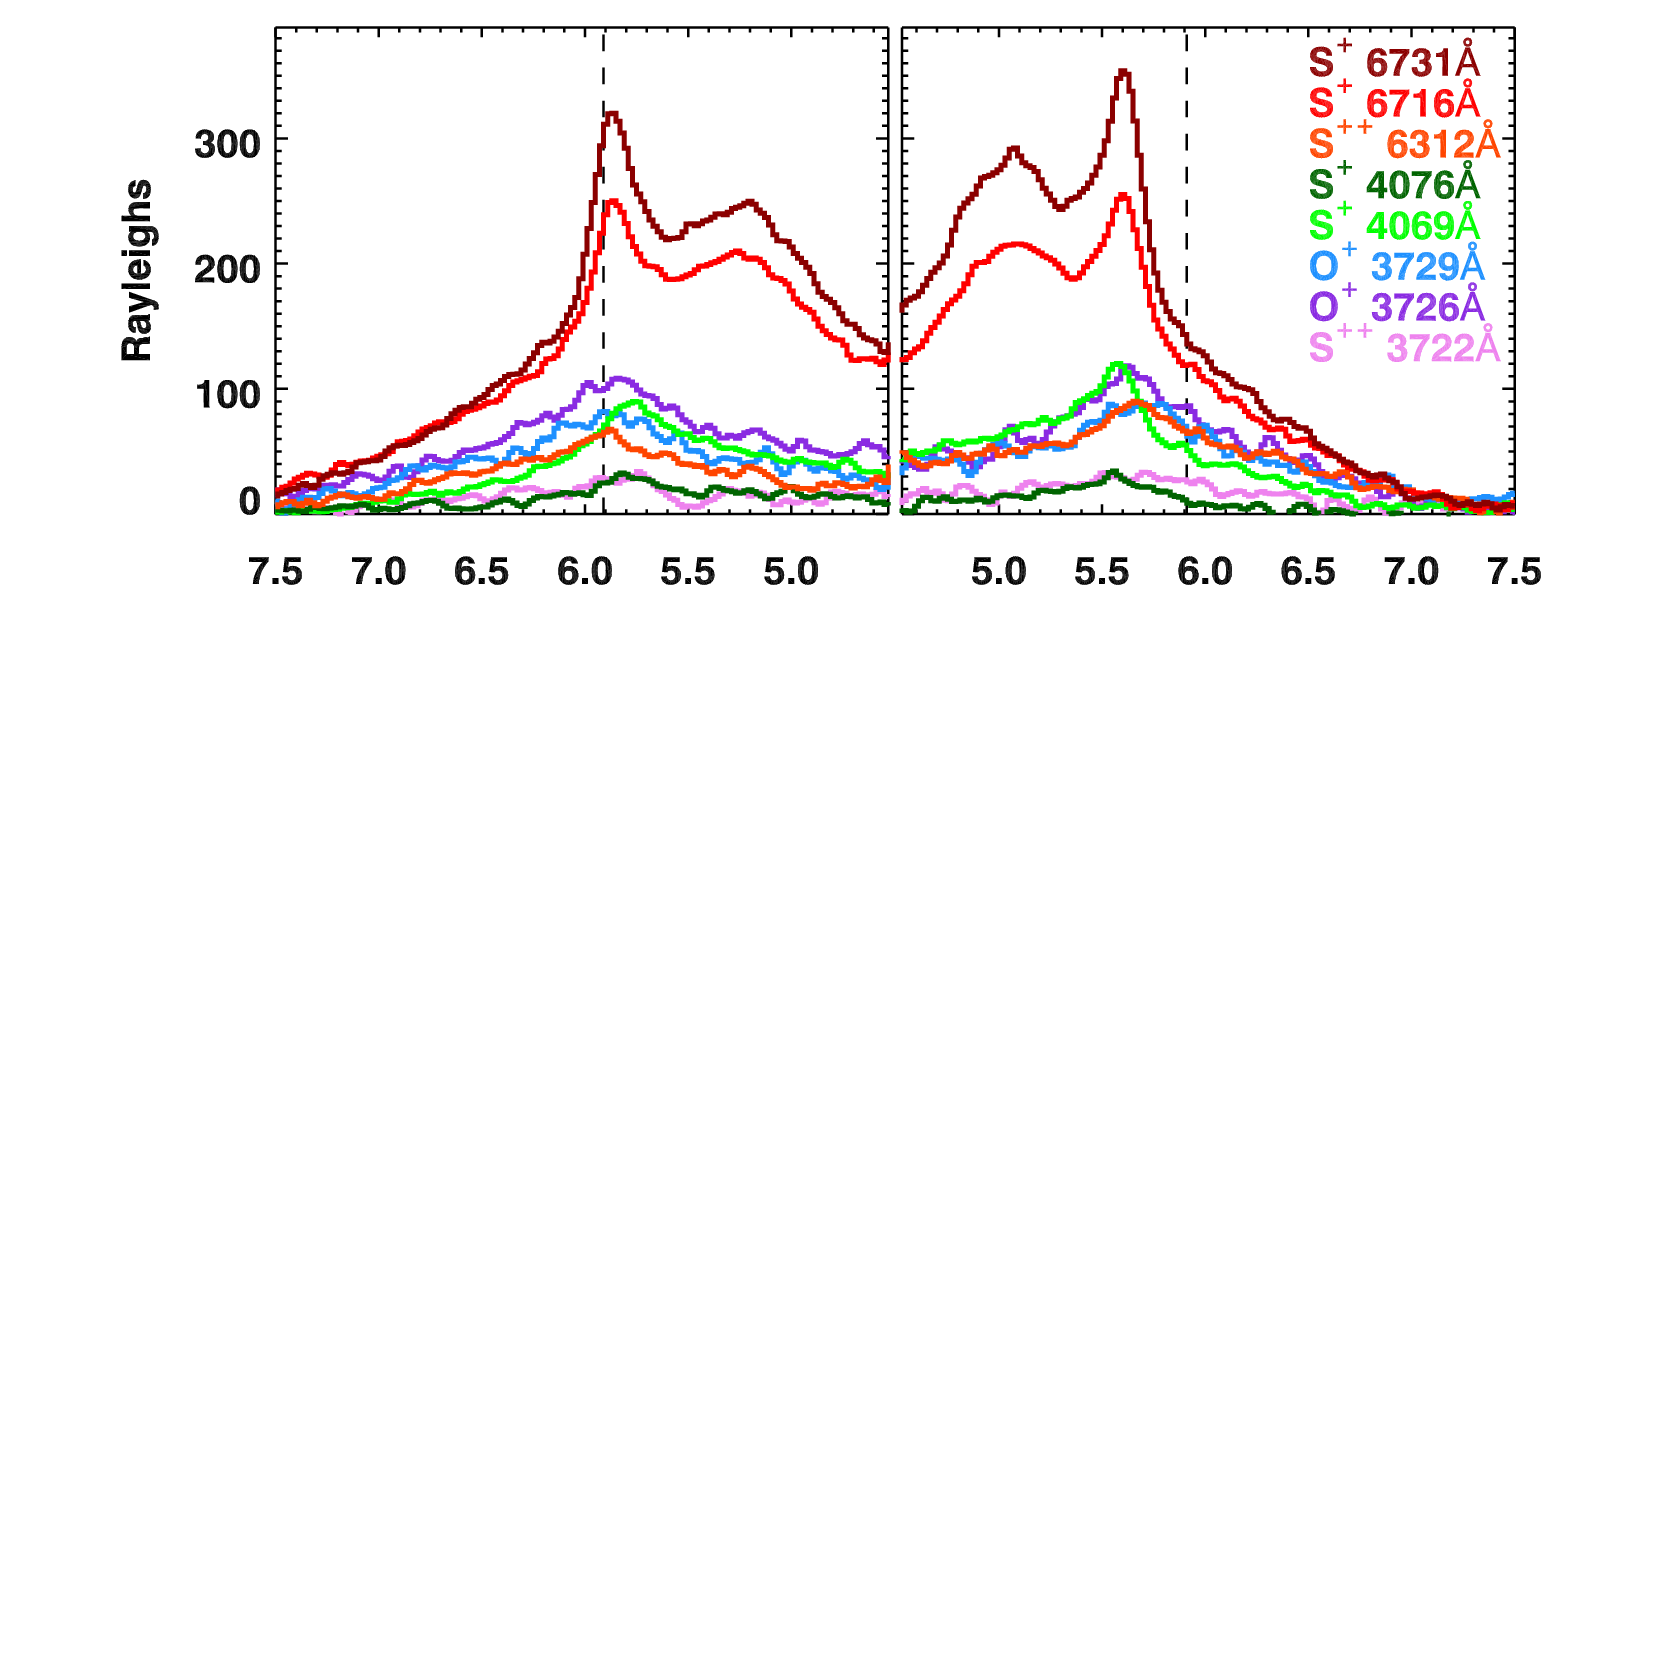 S+ 6731Å
S+ 6716Å
S++ 6312Å
S+ 4076Å
S+ 4069Å
O+ 3729Å
O+ 3726Å
S++ 3722Å
Rayleighs
300
200
100
0
7.5 7.0 6.5 6.0 5.5 5.0
5.0 5.5 6.0 6.5 7.0 7.5